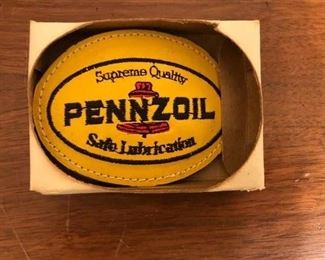 Supreme Quality
PENNZOIL
Safe Lubrication